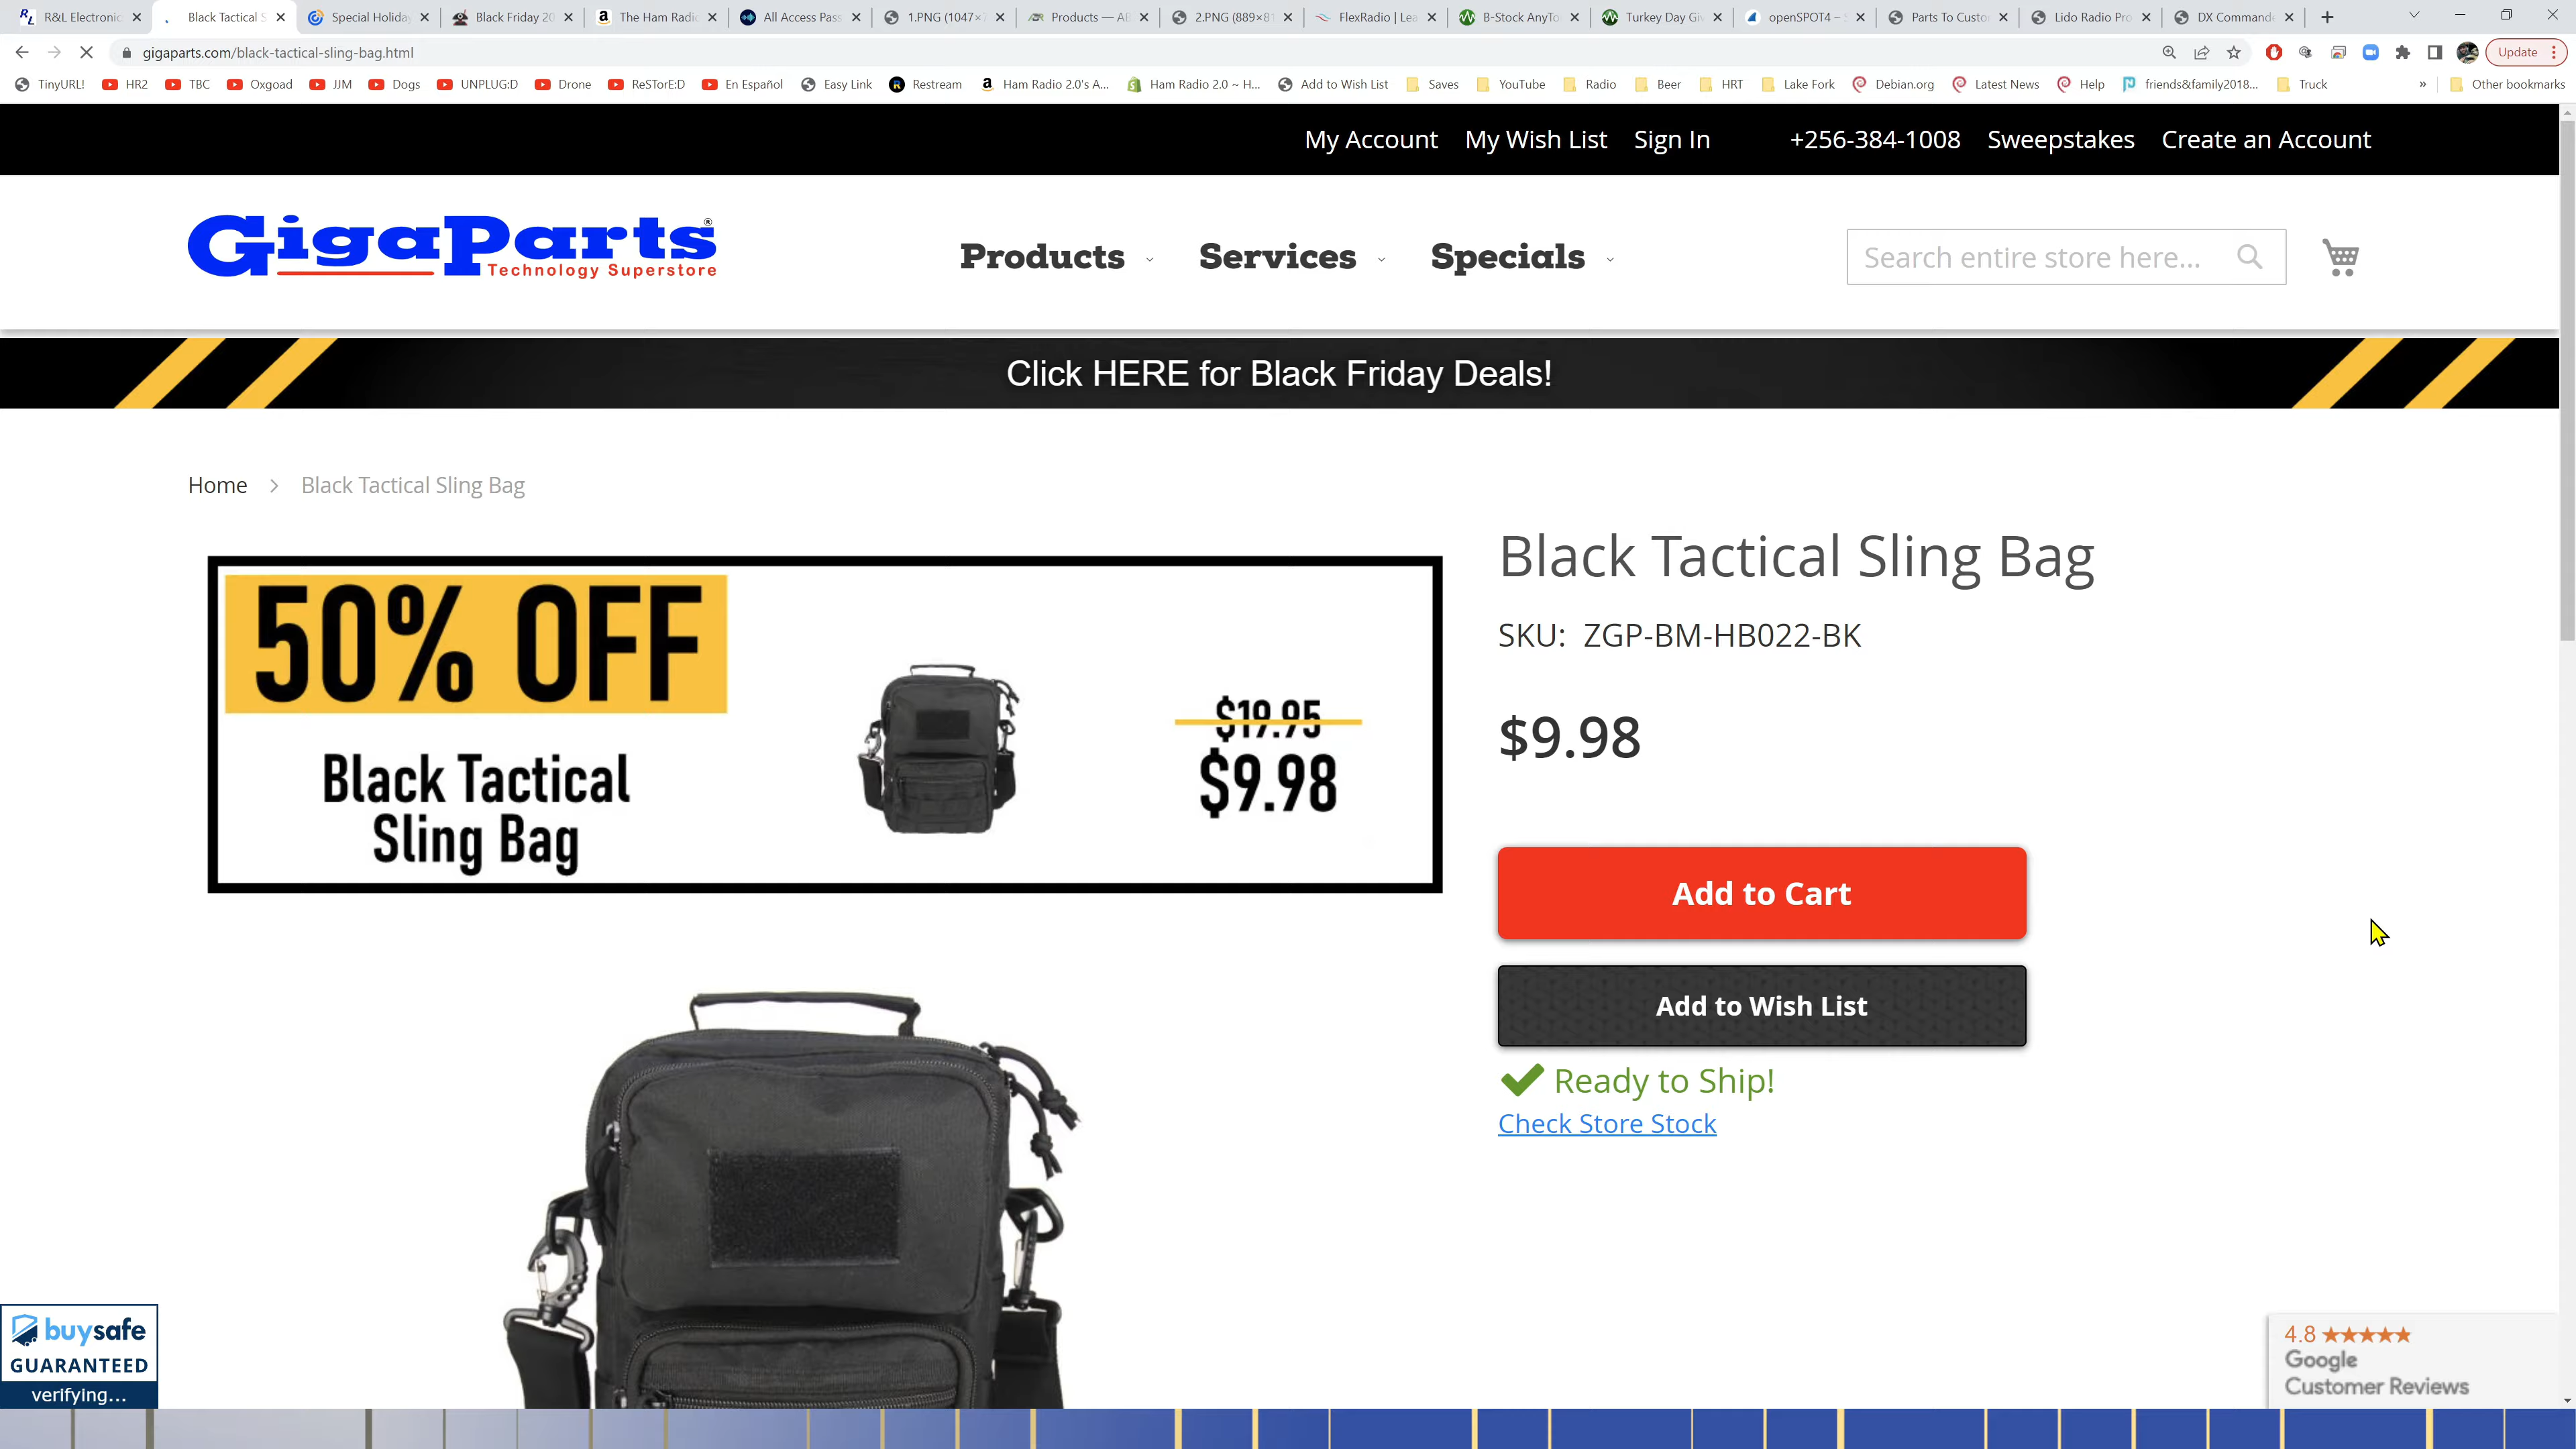 R&L Electronic
Black Tactical S
Special Holiday
Black Friday 20
The Ham Radio
All Access Pass
1.PNG (1047×7
Products — AB
2.PNG (889×81
FlexRadio | Lea
B-Stock AnyTo
Turkey Day Giv
openSPOT4 – S
Parts To Custo
Lido Radio Pro
DX Commande
gigaparts.com/black-tactical-sling-bag.html
Update
TinyURL!
HR2
TBC
Oxgoad
JJM
Dogs
UNPLUG:D
Drone
ReSTorE:D
En Español
Easy Link
Restream
Ham Radio 2.0's A...
Ham Radio 2.0 ~ H...
Add to Wish List
Saves
YouTube
Radio
Beer
HRT
Lake Fork
Debian.org
Latest News
Help
friends&family2018...
Truck
»
Other bookmarks
My Account
My Wish List
Sign In
+256-384-1008
Sweepstakes
Create an Account
GigaParts®
Technology Superstore
Products
Services
Specials
Search entire store here...
Click HERE for Black Friday Deals!
Home > Black Tactical Sling Bag
50% OFF
Black Tactical
Sling Bag
$19.95
$9.98
Black Tactical Sling Bag
SKU: ZGP-BM-HB022-BK
$9.98
Add to Cart
Add to Wish List
Ready to Ship!
Check Store Stock
buysafe
GUARANTEED
verifying...
4.8 ★★★★★
Google
Customer Reviews